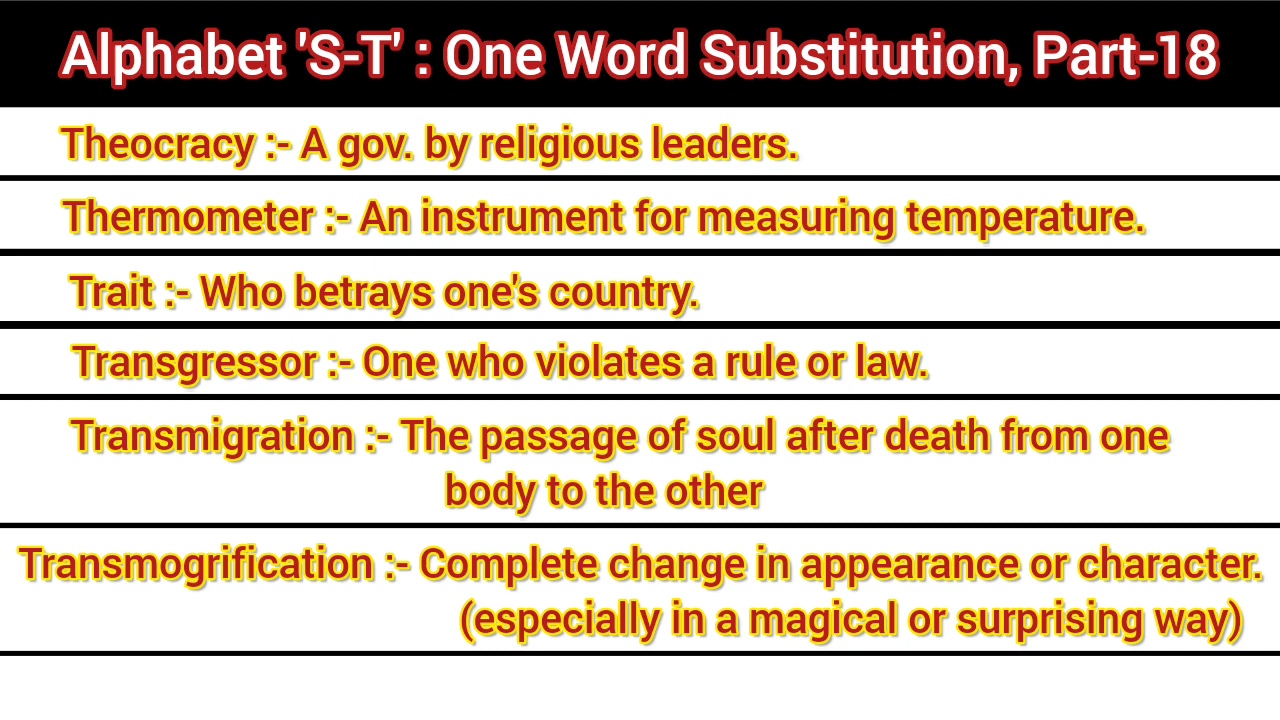 Alphabet 'S-T' : One Word Substitution, Part-18
Theocracy :- A gov. by religious leaders.
Thermometer :- An instrument for measuring temperature.
Trait :- Who betrays one's country.
Transgressor :- One who violates a rule or law.
Transmigration :- The passage of soul after death from one
body to the other
Transmogrification :- Complete change in appearance or character.
(especially in a magical or surprising way)